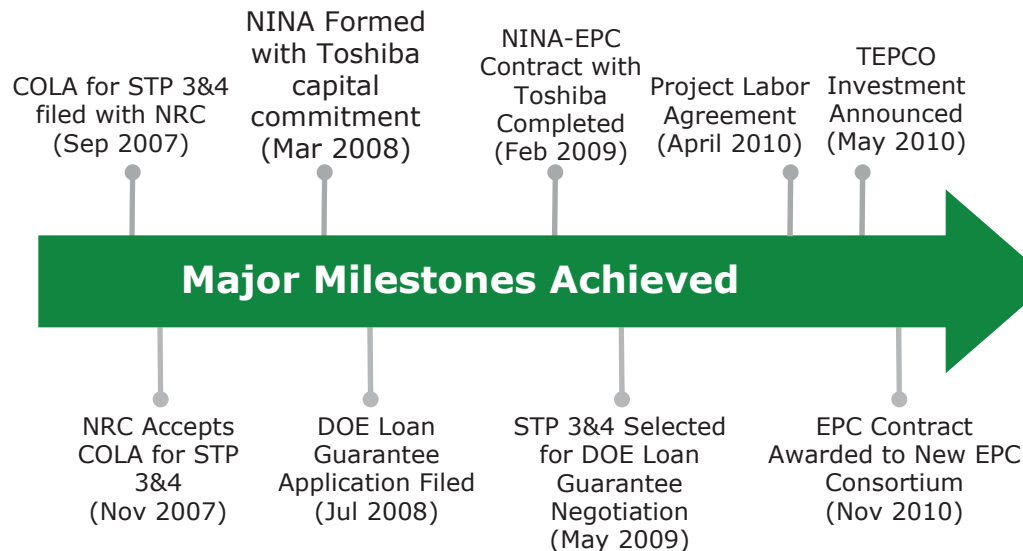 COLA for STP 3&4
filed with NRC
(Sep 2007)
NINA Formed
with Toshiba
capital
commitment
(Mar 2008)
NINA-EPC
Contract with
Toshiba
Completed
(Feb 2009)
Project Labor
Agreement
(April 2010)
TEPCO
Investment
Announced
(May 2010)
Major Milestones Achieved
NRC Accepts
COLA for STP
3&4
(Nov 2007)
DOE Loan
Guarantee
Application Filed
(Jul 2008)
STP 3&4 Selected
for DOE Loan
Guarantee
Negotiation
(May 2009)
EPC Contract
Awarded to New EPC
Consortium
(Nov 2010)